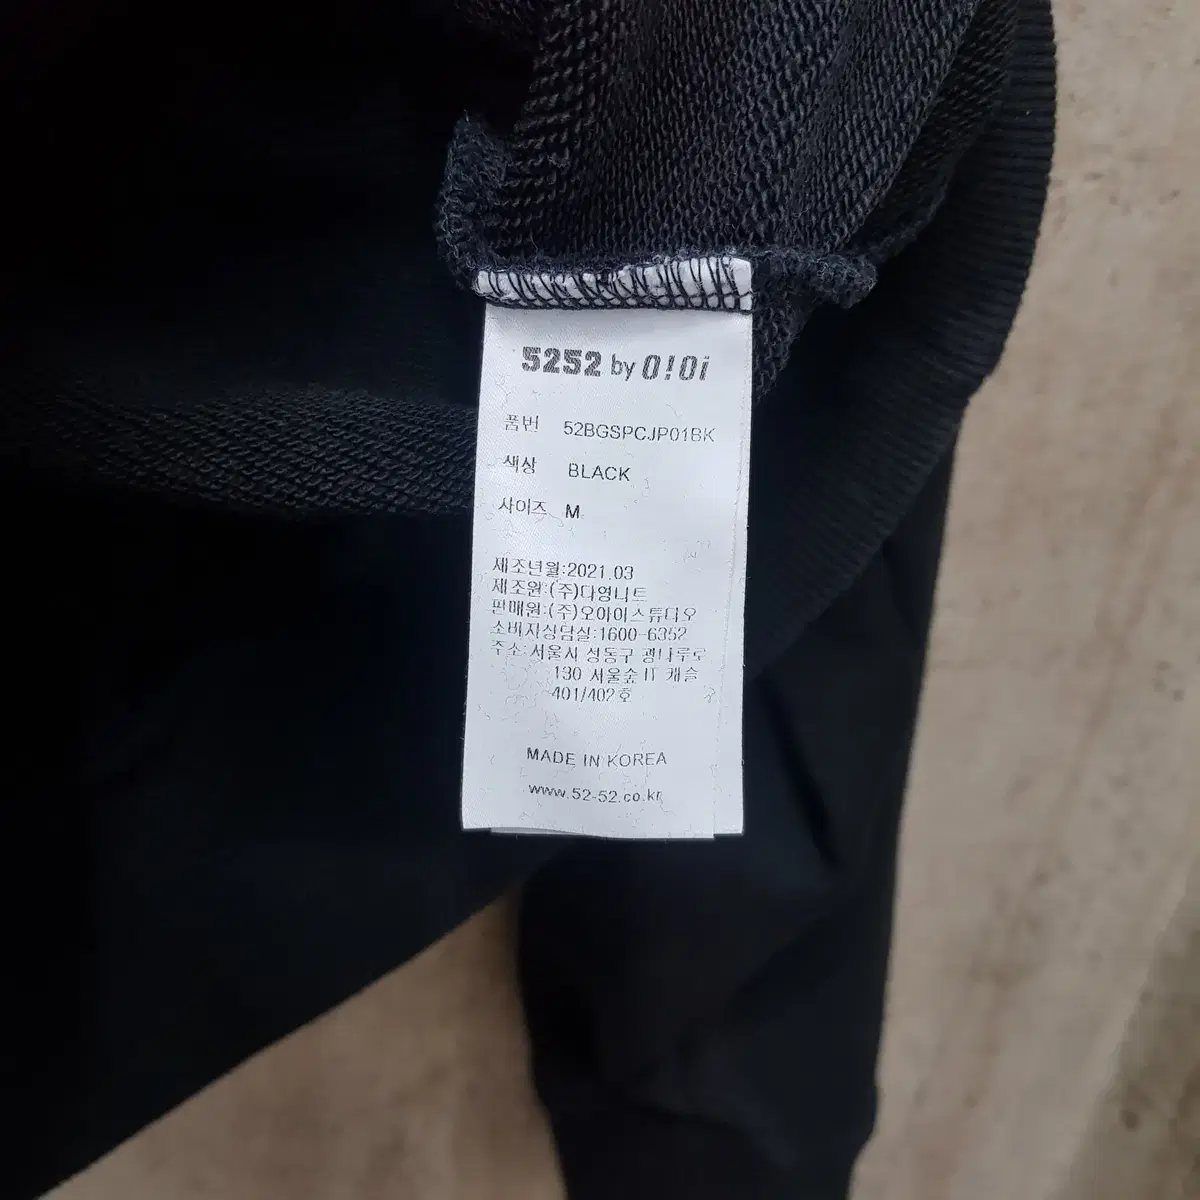 5252 by O!Oi
품번 52BGSPCJP01BK
색상 BLACK
사이즈 M
제조년월:2021.03
제조원:(주)다영니트
판매원:(주)오아이스튜디오
소비자상담실:1600-6352
주소:서울시 성동구 광나루로
130 서울숲 IT 캐슬
401/402호
MADE IN KOREA
www.52-52.co.kr